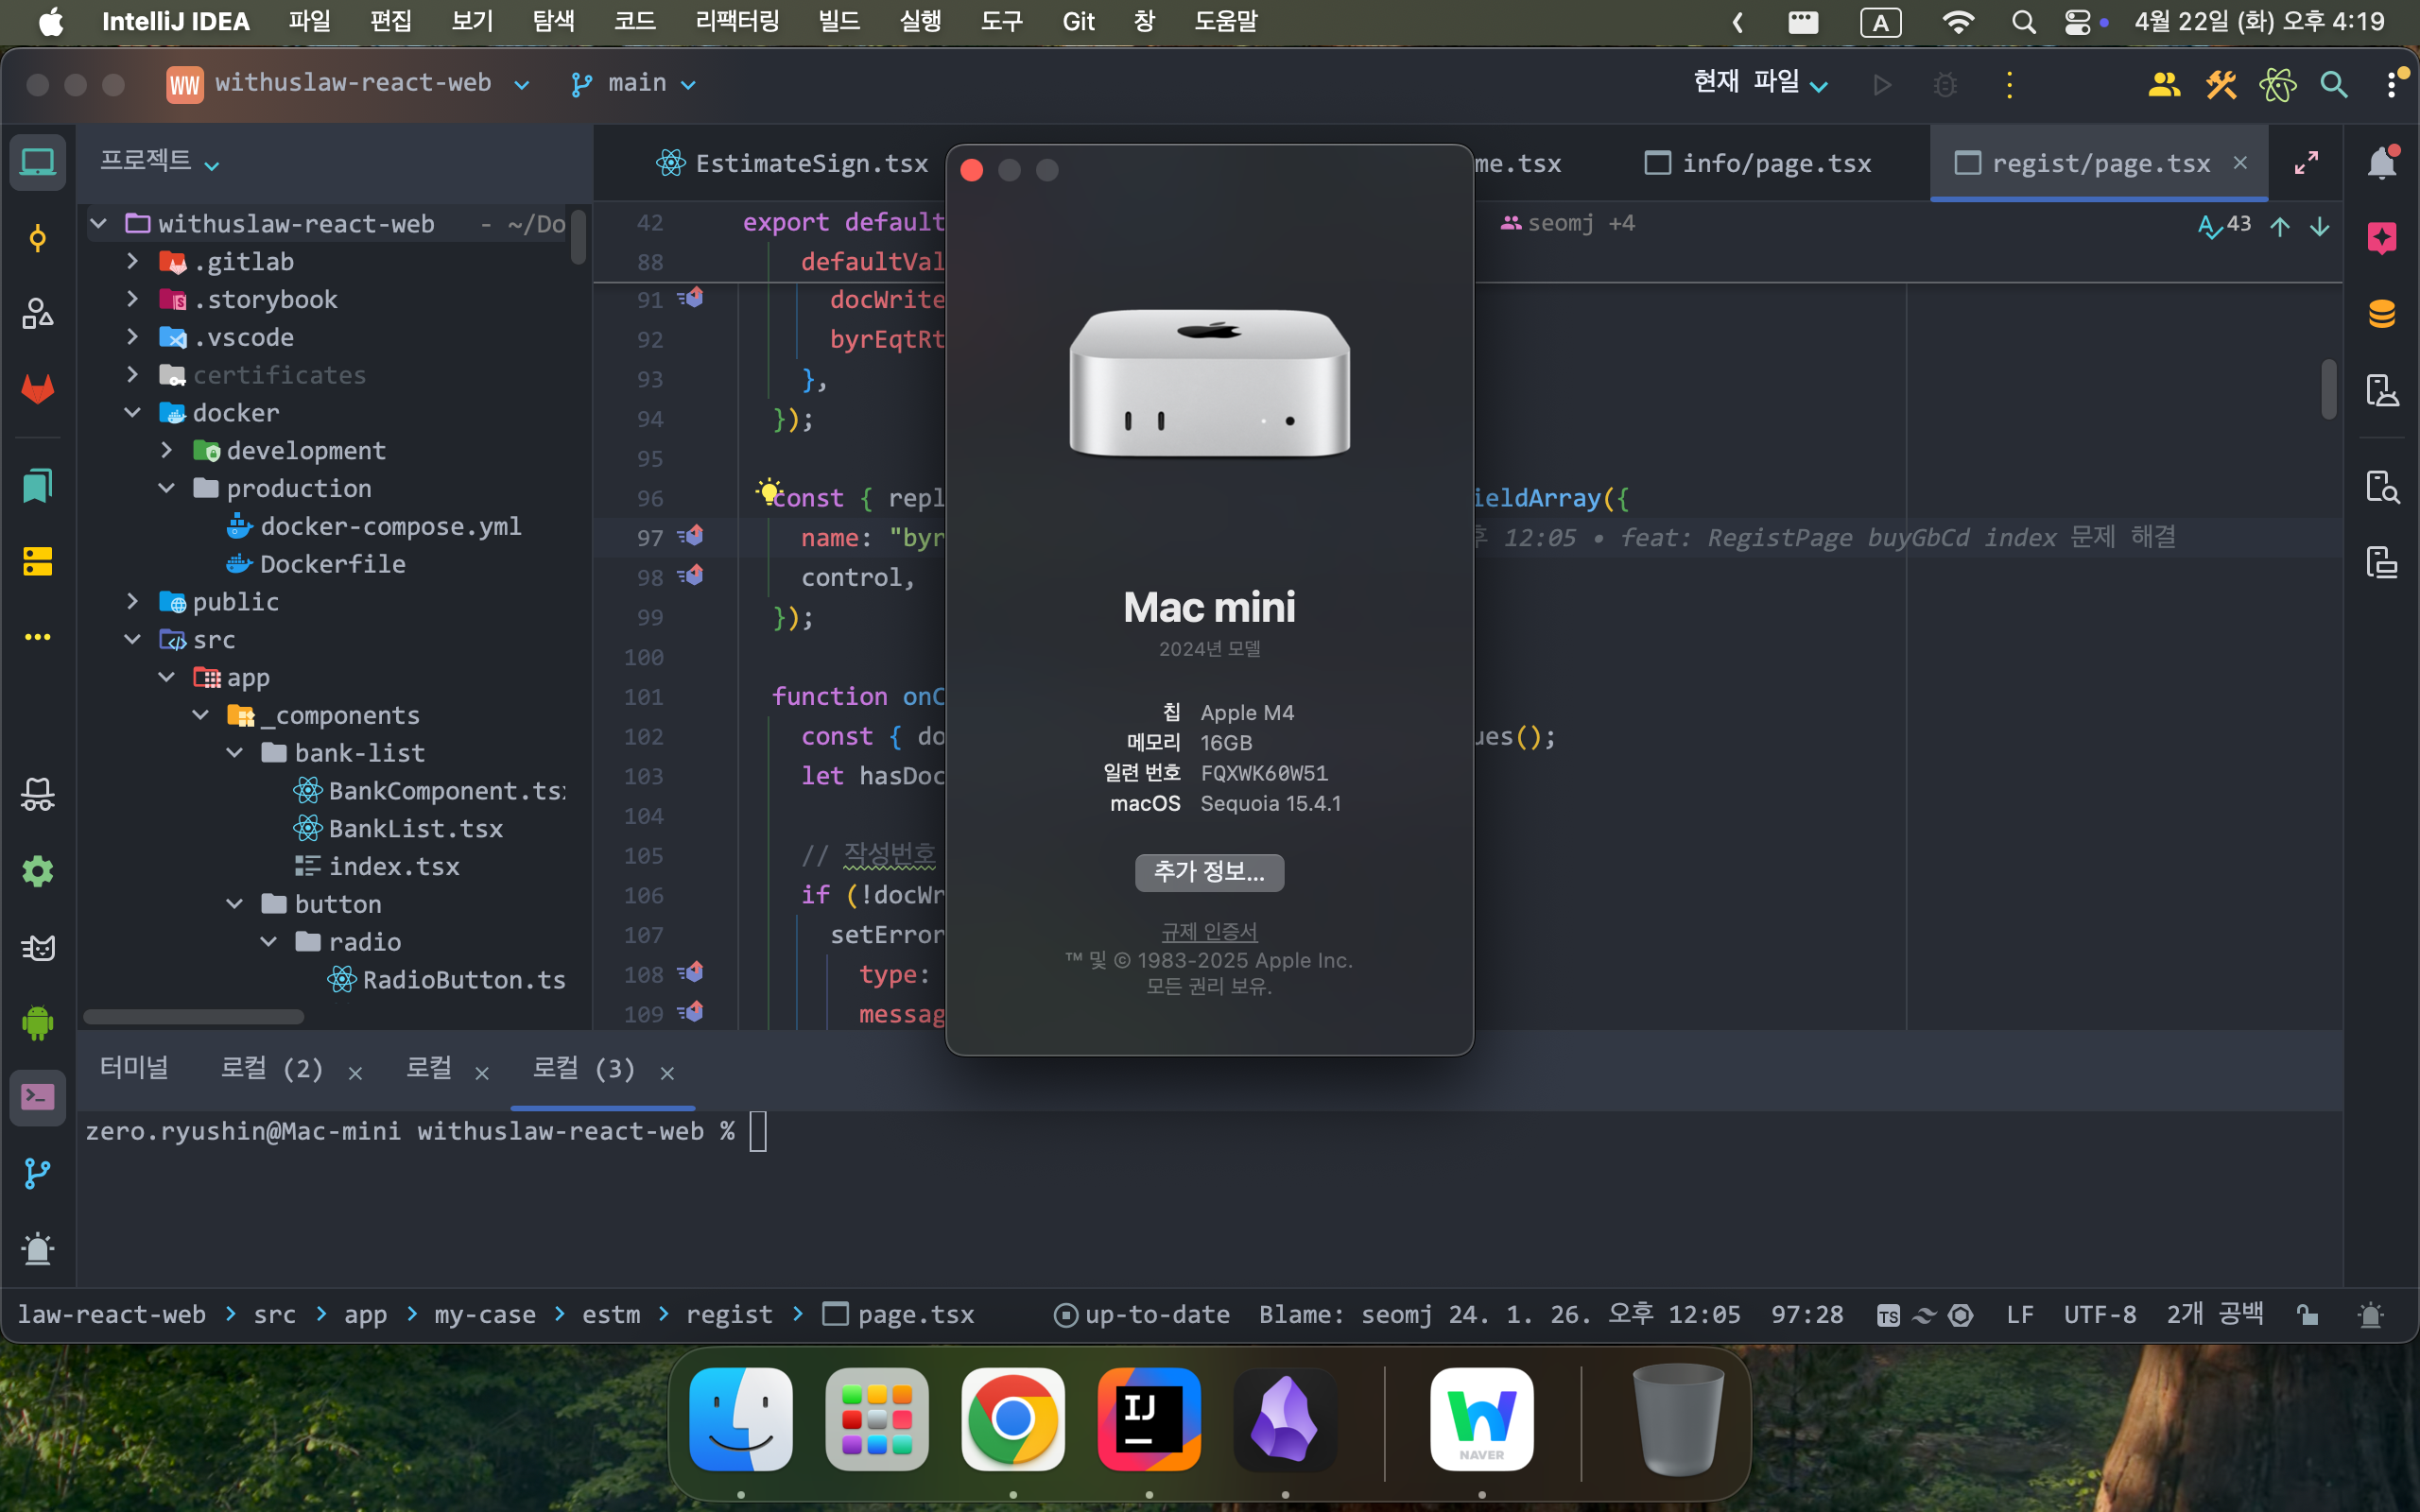 IntelliJ IDEA 파일 편집 보기 탐색 코드 리팩터링 빌드 실행 도구 Git 창 도움말 A 4월 22일 (화) 오후 4:19
WW withuslaw-react-web main 현재 파일
프로젝트
EstimateSign.tsx me.tsx info/page.tsx regist/page.tsx
withuslaw-react-web - ~/Do
.gitlab
.storybook
.vscode
certificates
docker
development
production
docker-compose.yml
Dockerfile
public
src
app
_components
bank-list
BankComponent.ts
BankList.tsx
index.tsx
button
radio
RadioButton.ts
42 export default seomj +4 43
88 defaultVal
91 docWrite
92 byrEqtRt
93 },
94 });
95
96 const { repl ieldArray({
97 name: "byr 12:05 • feat: RegistPage buyGbCd index 문제 해결
98 control,
99 });
100
101 function onC
102 const { do ues();
103 let hasDoc
104
105 // 작성번호
106 if (!docWr
107 setError
108 type:
109 messag
Mac mini
2024년 모델
칩 Apple M4
메모리 16GB
일련 번호 FQXWK60W51
macOS Sequoia 15.4.1
추가 정보...
규제 인증서
™ 및 © 1983-2025 Apple Inc.
모든 권리 보유.
터미널 로컬 (2) 로컬 로컬 (3)
zero.ryushin@Mac-mini withuslaw-react-web %
law-react-web src app my-case estm regist page.tsx up-to-date Blame: seomj 24. 1. 26. 오후 12:05 97:28 TS LF UTF-8 2개 공백
IJ
NAVER